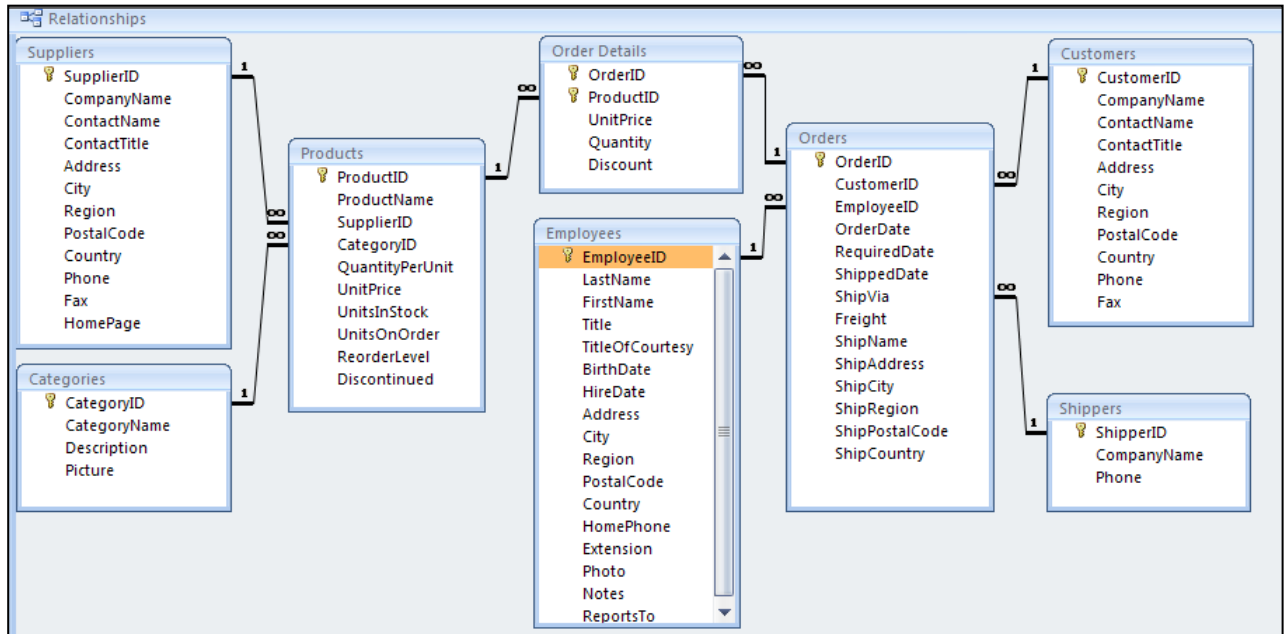 Relationships
Suppliers
SupplierID
CompanyName
ContactName
ContactTitle
Address
City
Region
PostalCode
Country
Phone
Fax
HomePage
1
∞
Categories
CategoryID
CategoryName
Description
Picture
1
∞
Products
ProductID
ProductName
SupplierID
CategoryID
QuantityPerUnit
UnitPrice
UnitsInStock
UnitsOnOrder
ReorderLevel
Discontinued
1
∞
Order Details
OrderID
ProductID
UnitPrice
Quantity
Discount
∞
1
Employees
EmployeeID
LastName
FirstName
Title
TitleOfCourtesy
BirthDate
HireDate
Address
City
Region
PostalCode
Country
HomePhone
Extension
Photo
Notes
ReportsTo
1
∞
Orders
OrderID
CustomerID
EmployeeID
OrderDate
RequiredDate
ShippedDate
ShipVia
Freight
ShipName
ShipAddress
ShipCity
ShipRegion
ShipPostalCode
ShipCountry
∞
1
Customers
CustomerID
CompanyName
ContactName
ContactTitle
Address
City
Region
PostalCode
Country
Phone
Fax
∞
1
Shippers
ShipperID
CompanyName
Phone